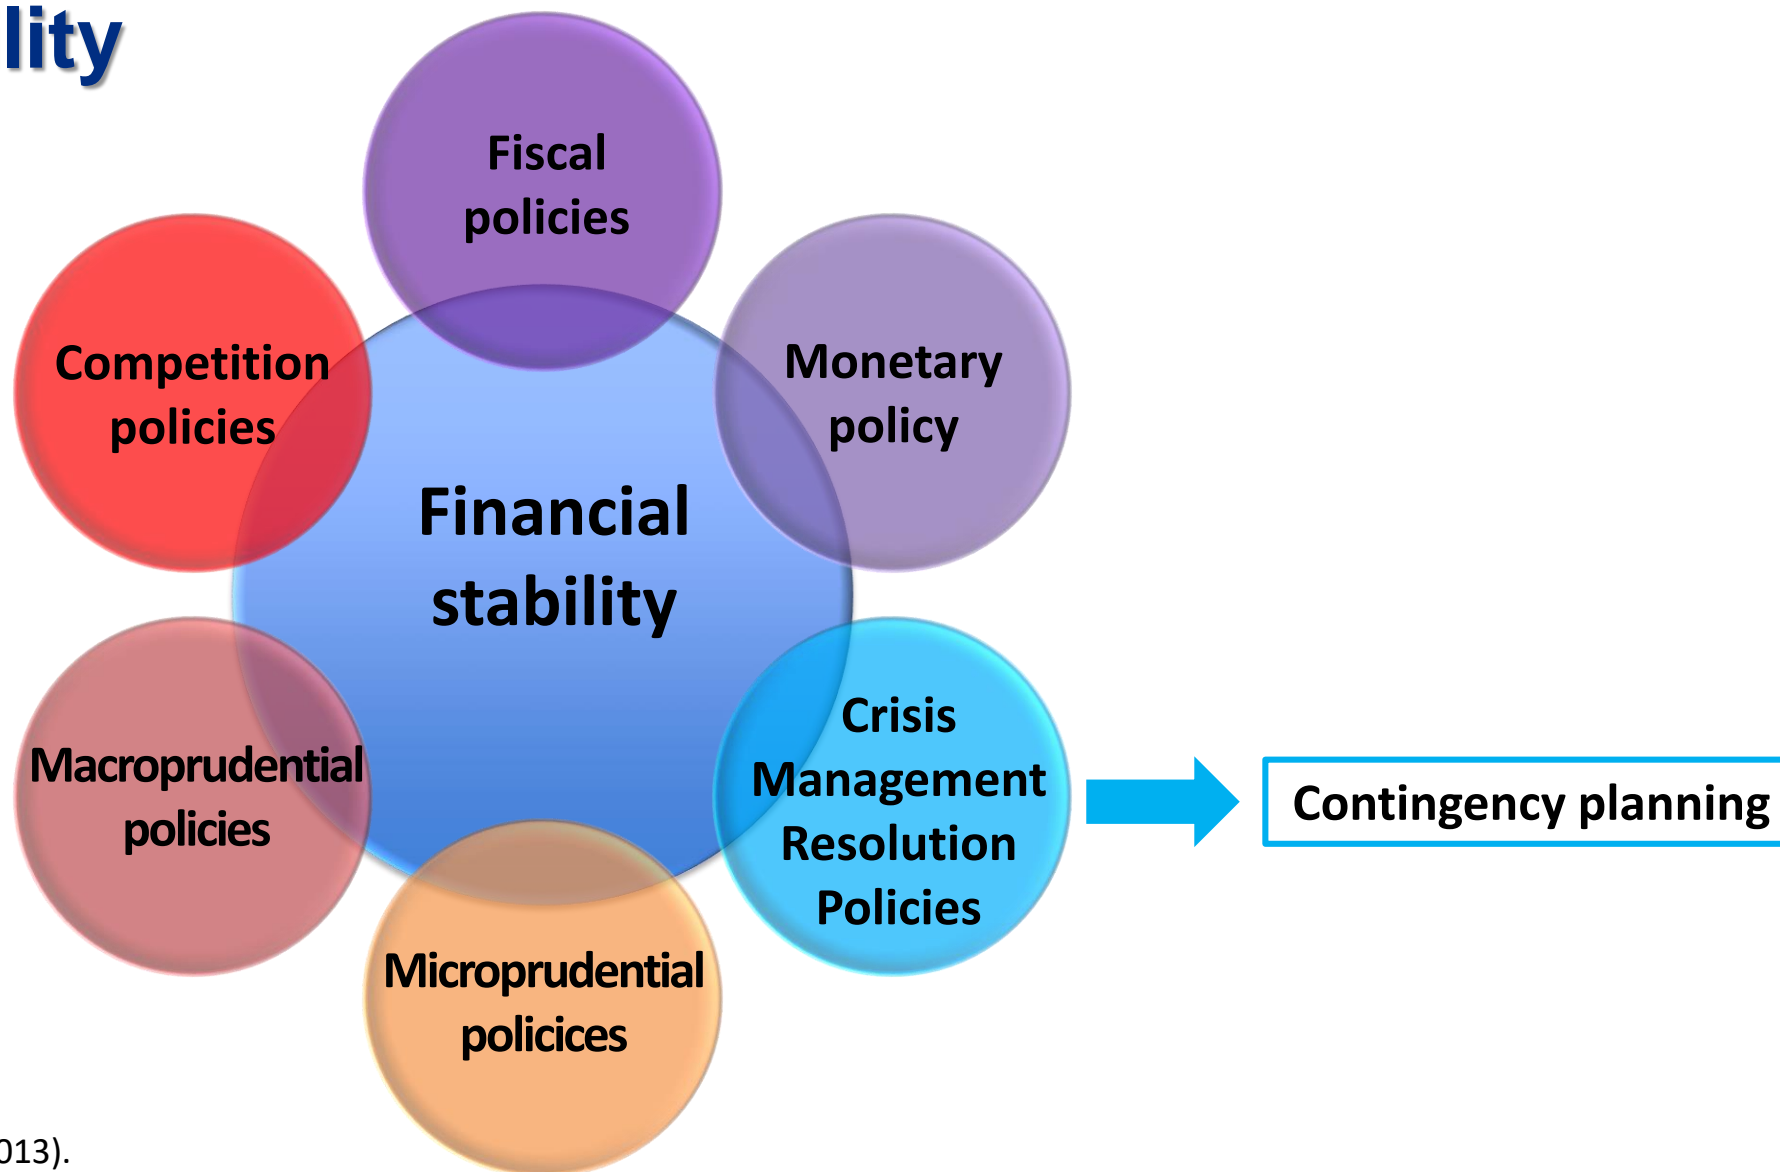 lity
Fiscal
policies
Competition
policies
Monetary
policy
Financial
stability
Macroprudential
policies
Crisis
Management
Resolution
Policies
Contingency planning
Microprudential
policices
013).